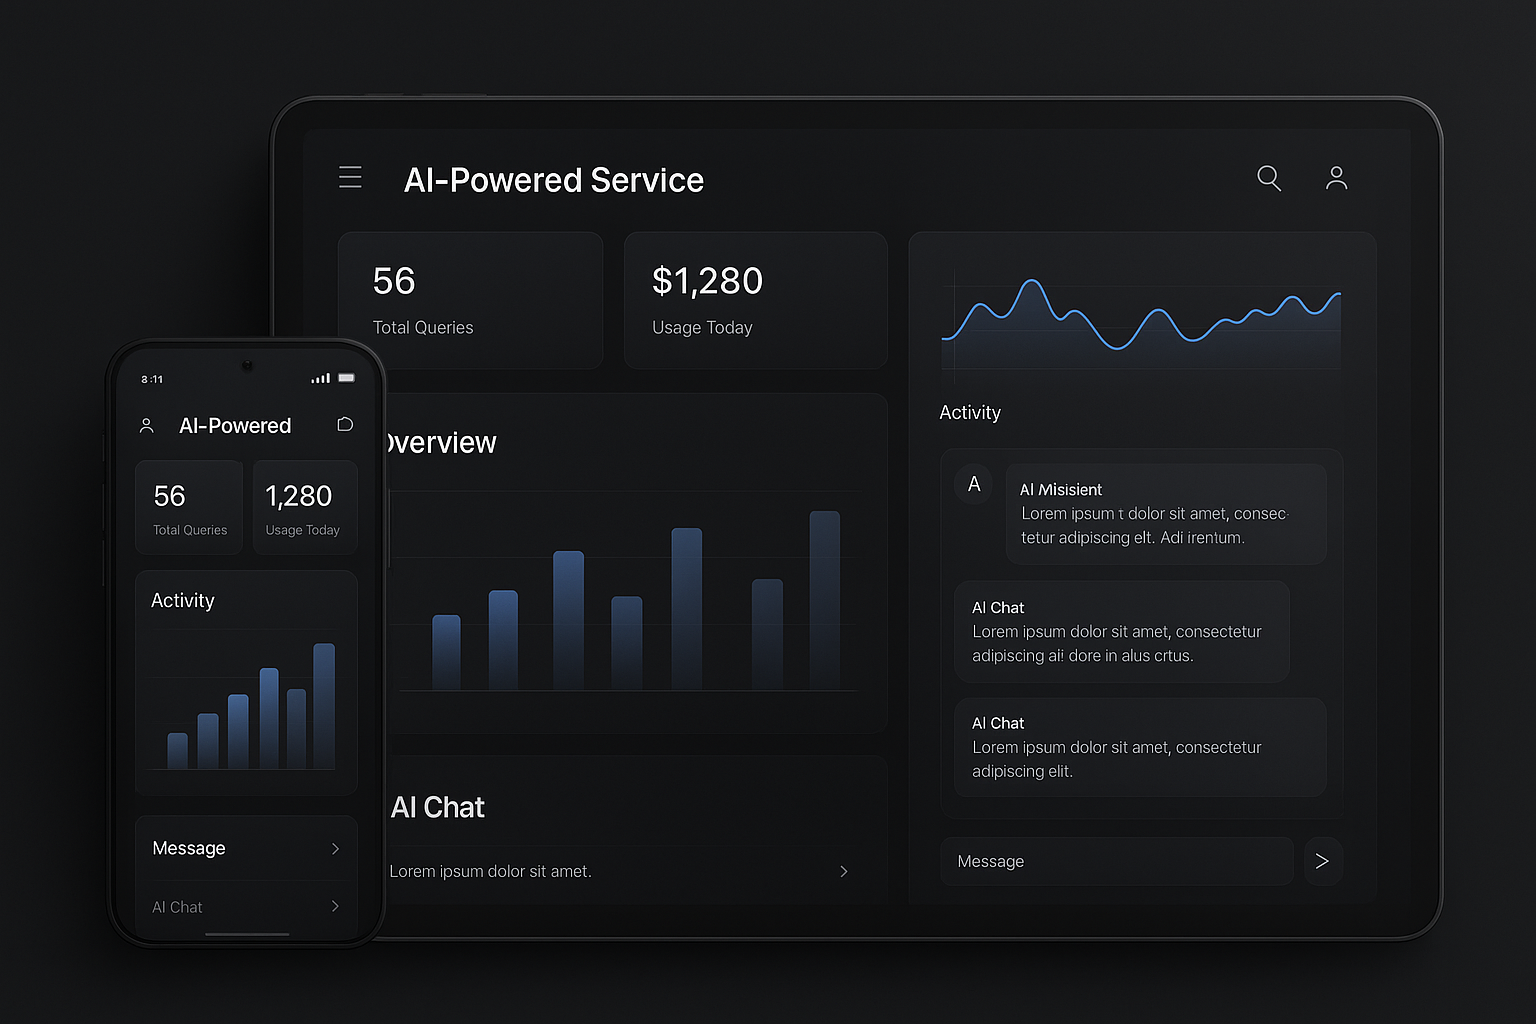 AI-Powered Service
56
Total Queries
$1,280
Usage Today
Overview
AI Chat
Lorem ipsum dolor sit amet.
Activity
A
AI Misisient
Lorem ipsum t dolor sit amet, consec-
tetur adipiscing elt. Adi irentum.
AI Chat
Lorem ipsum dolor sit amet, consectetur
adipiscing ai! dore in alus crtus.
AI Chat
Lorem ipsum dolor sit amet, consectetur
adipiscing elit.
Message
8:11
AI-Powered
56
Total Queries
1,280
Usage Today
Activity
Message
AI Chat